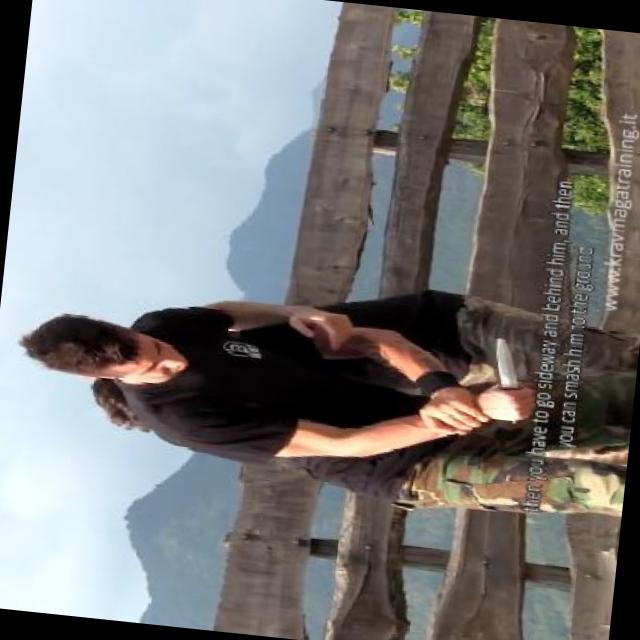 www.kravmagatraining.it
then you have to go sideway and behind him, and then
you can smash him to the ground